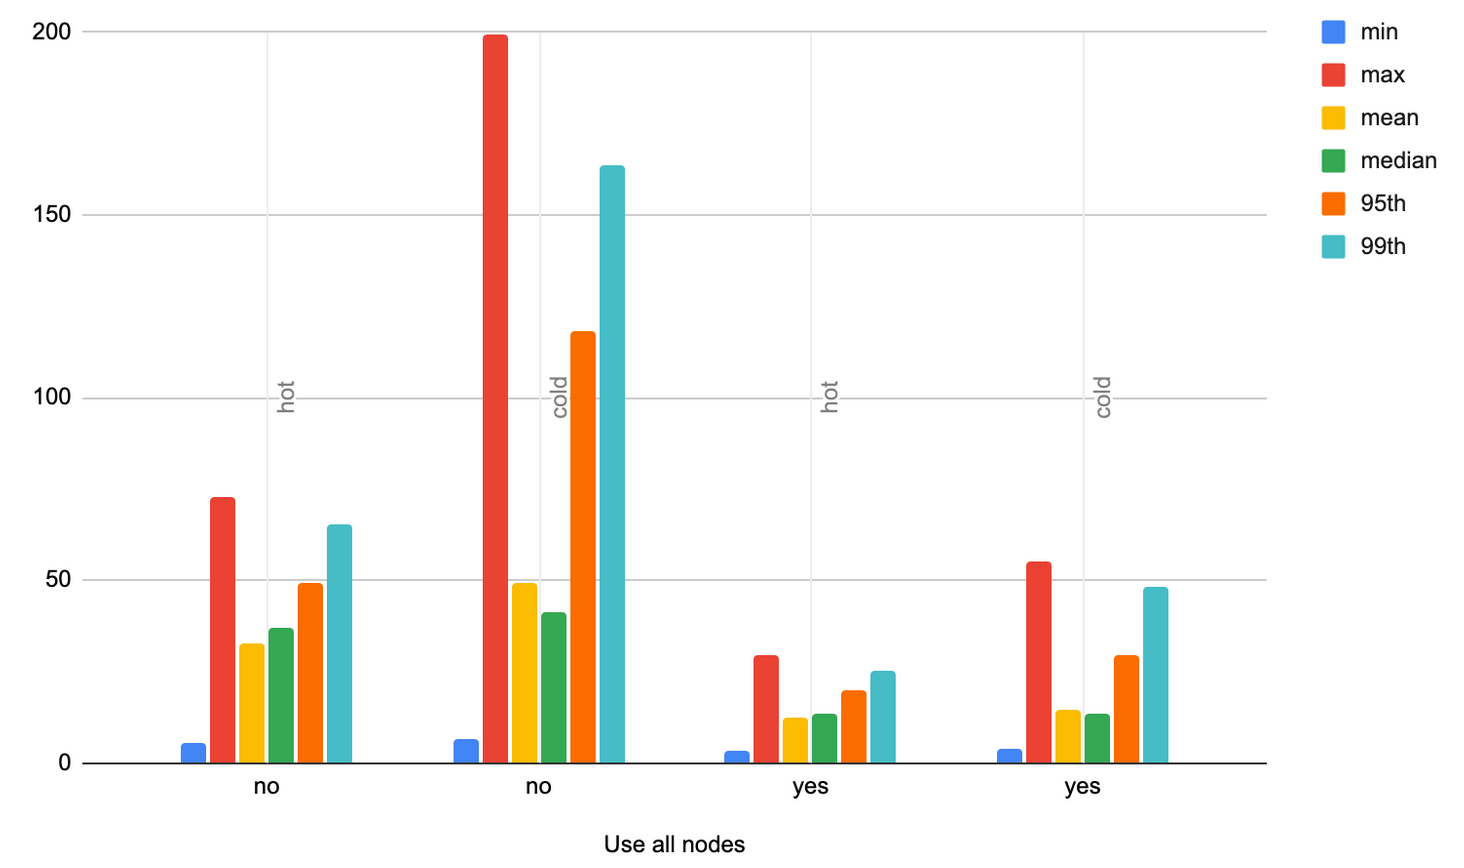 200
150
100
50
0
hot
cold
hot
cold
no
no
yes
yes
Use all nodes
min
max
mean
median
95th
99th